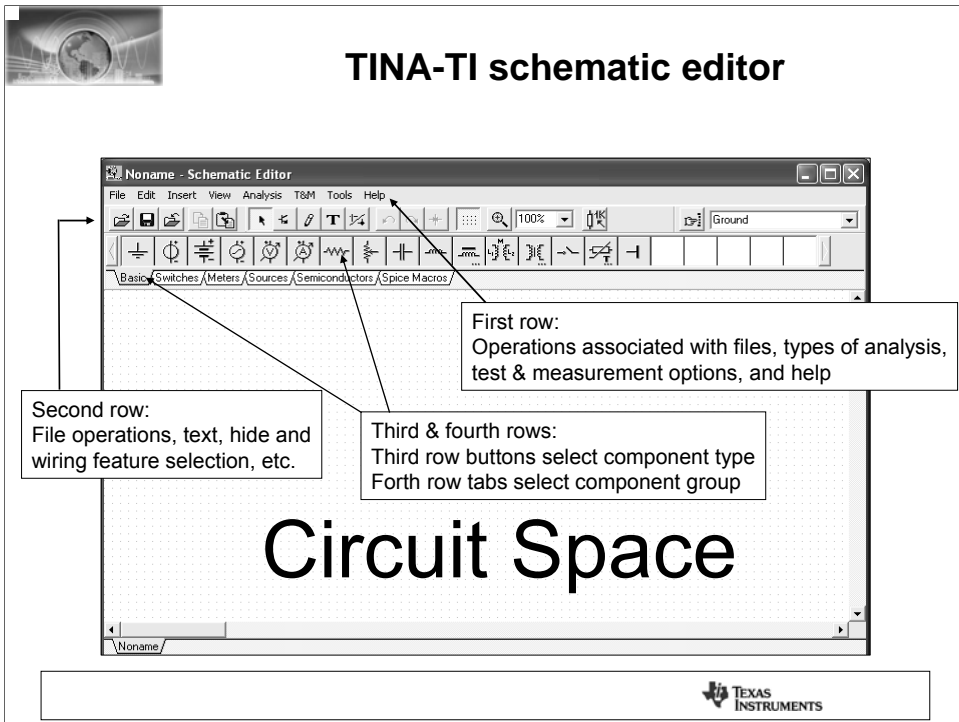 TINA-TI schematic editor
Noname - Schematic Editor
File Edit Insert View Analysis T&M Tools Help
T 100% 1K Ground
V A M
Basic Switches Meters Sources Semiconductors Spice Macros
First row:
Operations associated with files, types of analysis,
test & measurement options, and help
Second row:
File operations, text, hide and
wiring feature selection, etc.
Third & fourth rows:
Third row buttons select component type
Forth row tabs select component group
Circuit Space
Noname
TEXAS
INSTRUMENTS